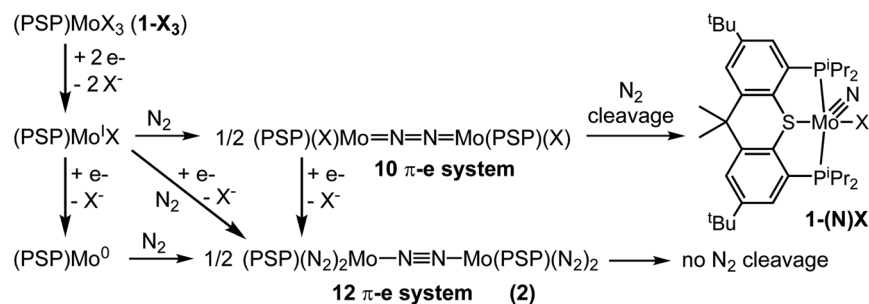 (PSP)MoX₃ (1-X₃)
+ 2 e-
- 2 X⁻
(PSP)MoᴵX
N₂
1/2 (PSP)(X)Mo=N=N=Mo(PSP)(X)
10 π-e system
N₂
cleavage
ᵗBu
PⁱPr₂
N
S
Mo
X
PⁱPr₂
ᵗBu
1-(N)X
+ e-
- X⁻
+ e-
N₂
- X⁻
+ e-
- X⁻
(PSP)Mo⁰
N₂
1/2 (PSP)(N₂)₂Mo—N≡N—Mo(PSP)(N₂)₂
no N₂ cleavage
12 π-e system (2)